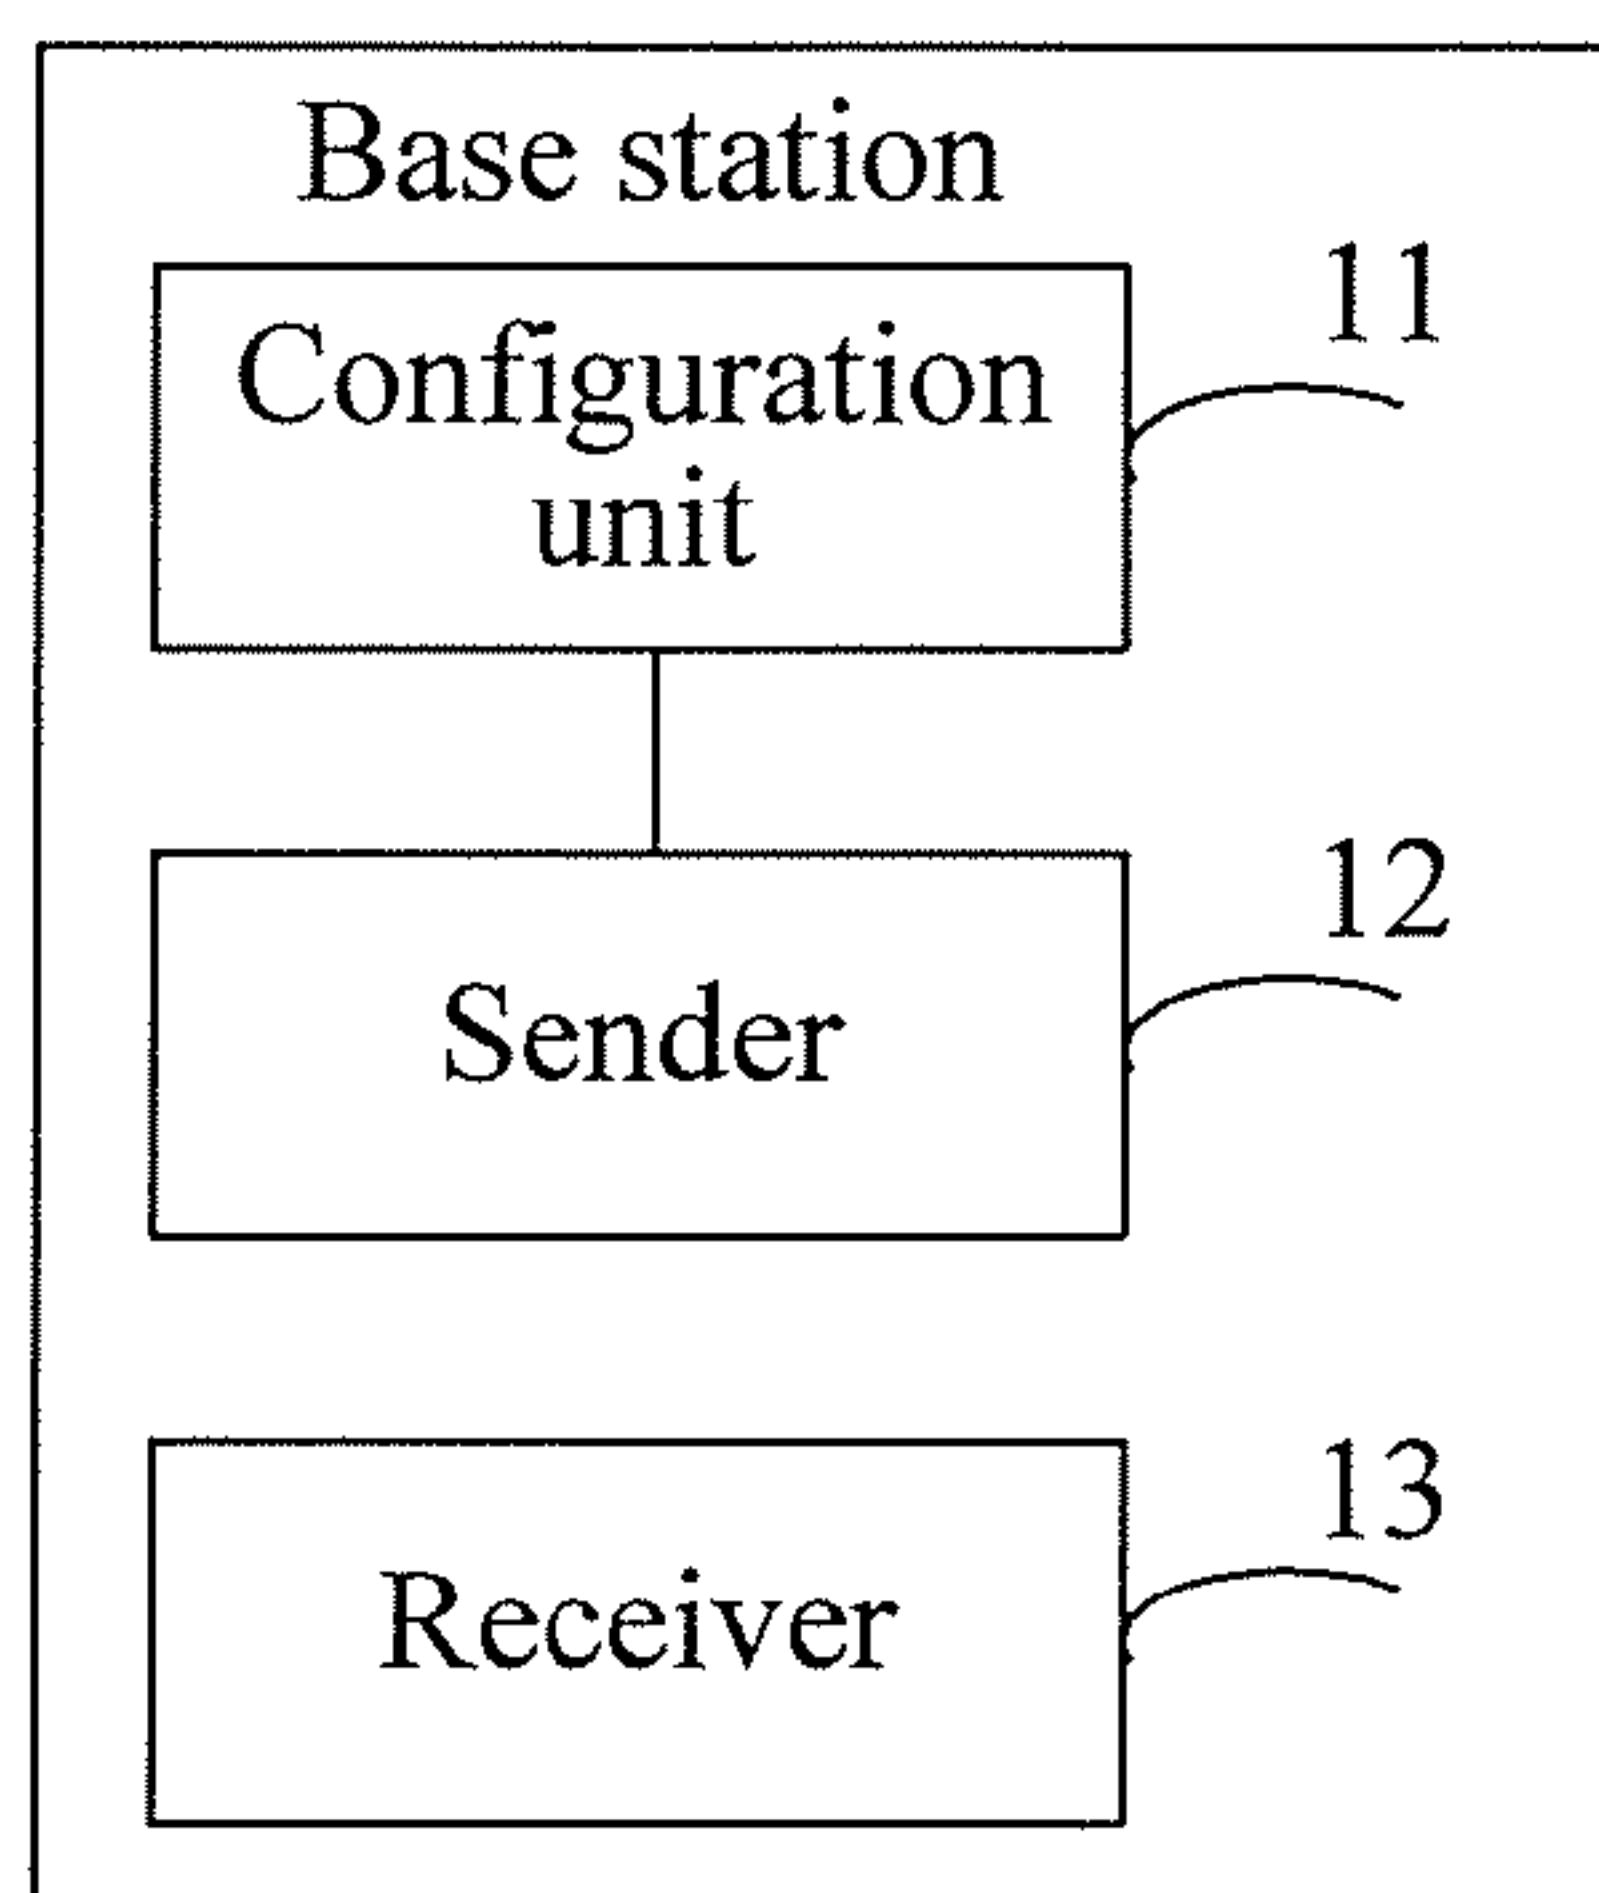 Base station
11
Configuration
unit
12
Sender
13
Receiver